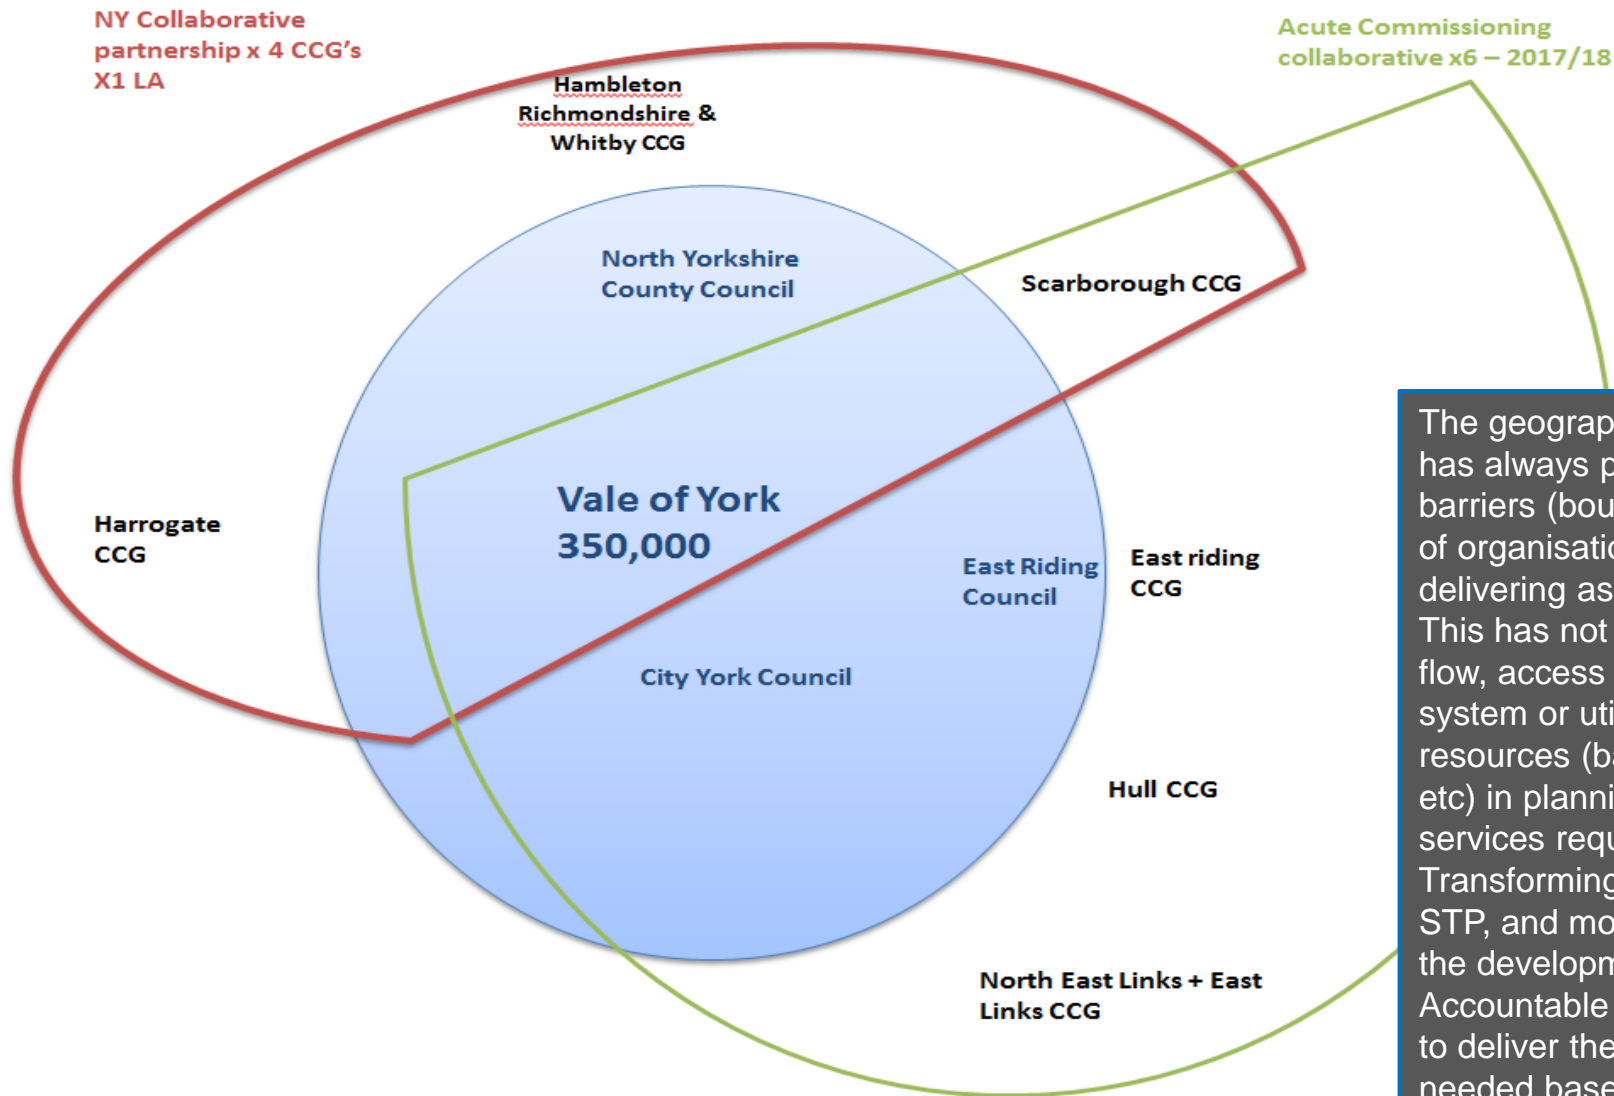 NY Collaborative
partnership x 4 CCG's
X1 LA
Acute Commissioning
collaborative x6 – 2017/18
Hambleton
Richmondshire &
Whitby CCG
North Yorkshire
County Council
Scarborough CCG
Vale of York
350,000
Harrogate
CCG
East Riding
Council
East riding
CCG
City York Council
Hull CCG
North East Links + East
Links CCG
The geograp
has always p
barriers (bou
of organisatio
delivering as
This has not
flow, access
system or uti
resources (ba
etc) in planni
services requ
Transforming
STP, and mo
the developm
Accountable
to deliver the
needed base